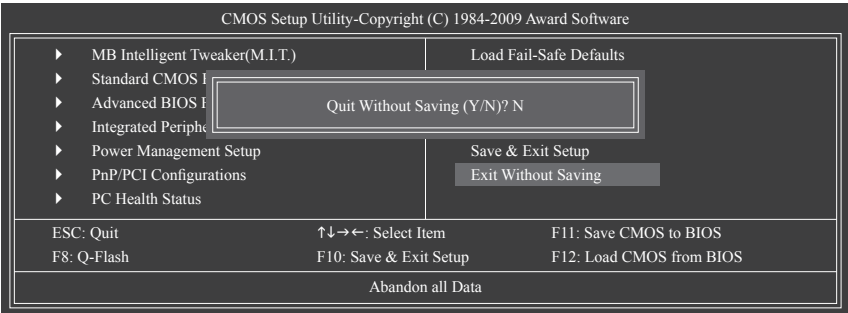 CMOS Setup Utility-Copyright (C) 1984-2009 Award Software
MB Intelligent Tweaker(M.I.T.)
Standard CMOS
Advanced BIOS
Integrated
Power Management Setup
PnP/PCI Configurations
PC Health Status
Load Fail-Safe Defaults
Quit Without Saving (Y/N)? N
Save & Exit Setup
Exit Without Saving
ESC: Quit ↑↓→←: Select Item F11: Save CMOS to BIOS
F8: Q-Flash F10: Save & Exit Setup F12: Load CMOS from BIOS
Abandon all Data